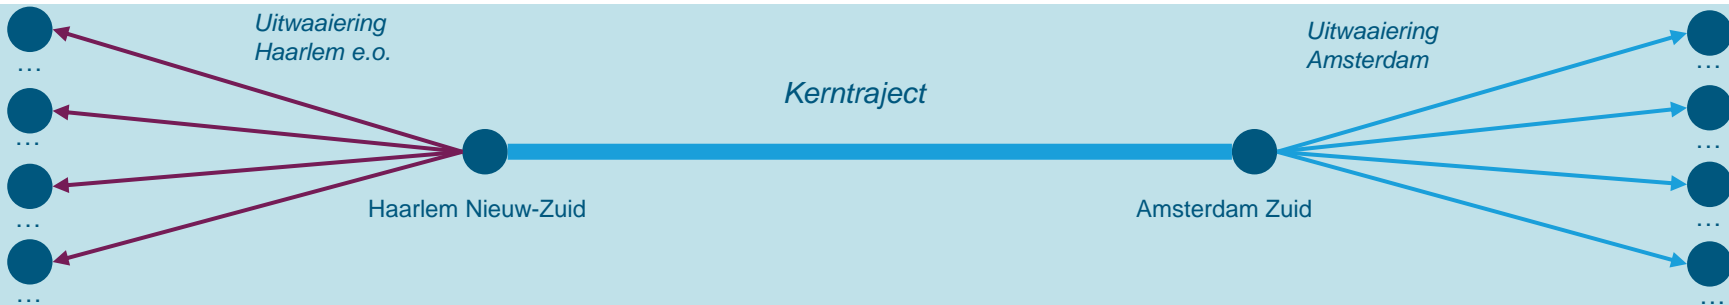 Uitwaaiering
Haarlem e.o.
Uitwaaiering
Amsterdam
Kerntraject
Haarlem Nieuw-Zuid
Amsterdam Zuid
...
...
...
...
...
...
...
...